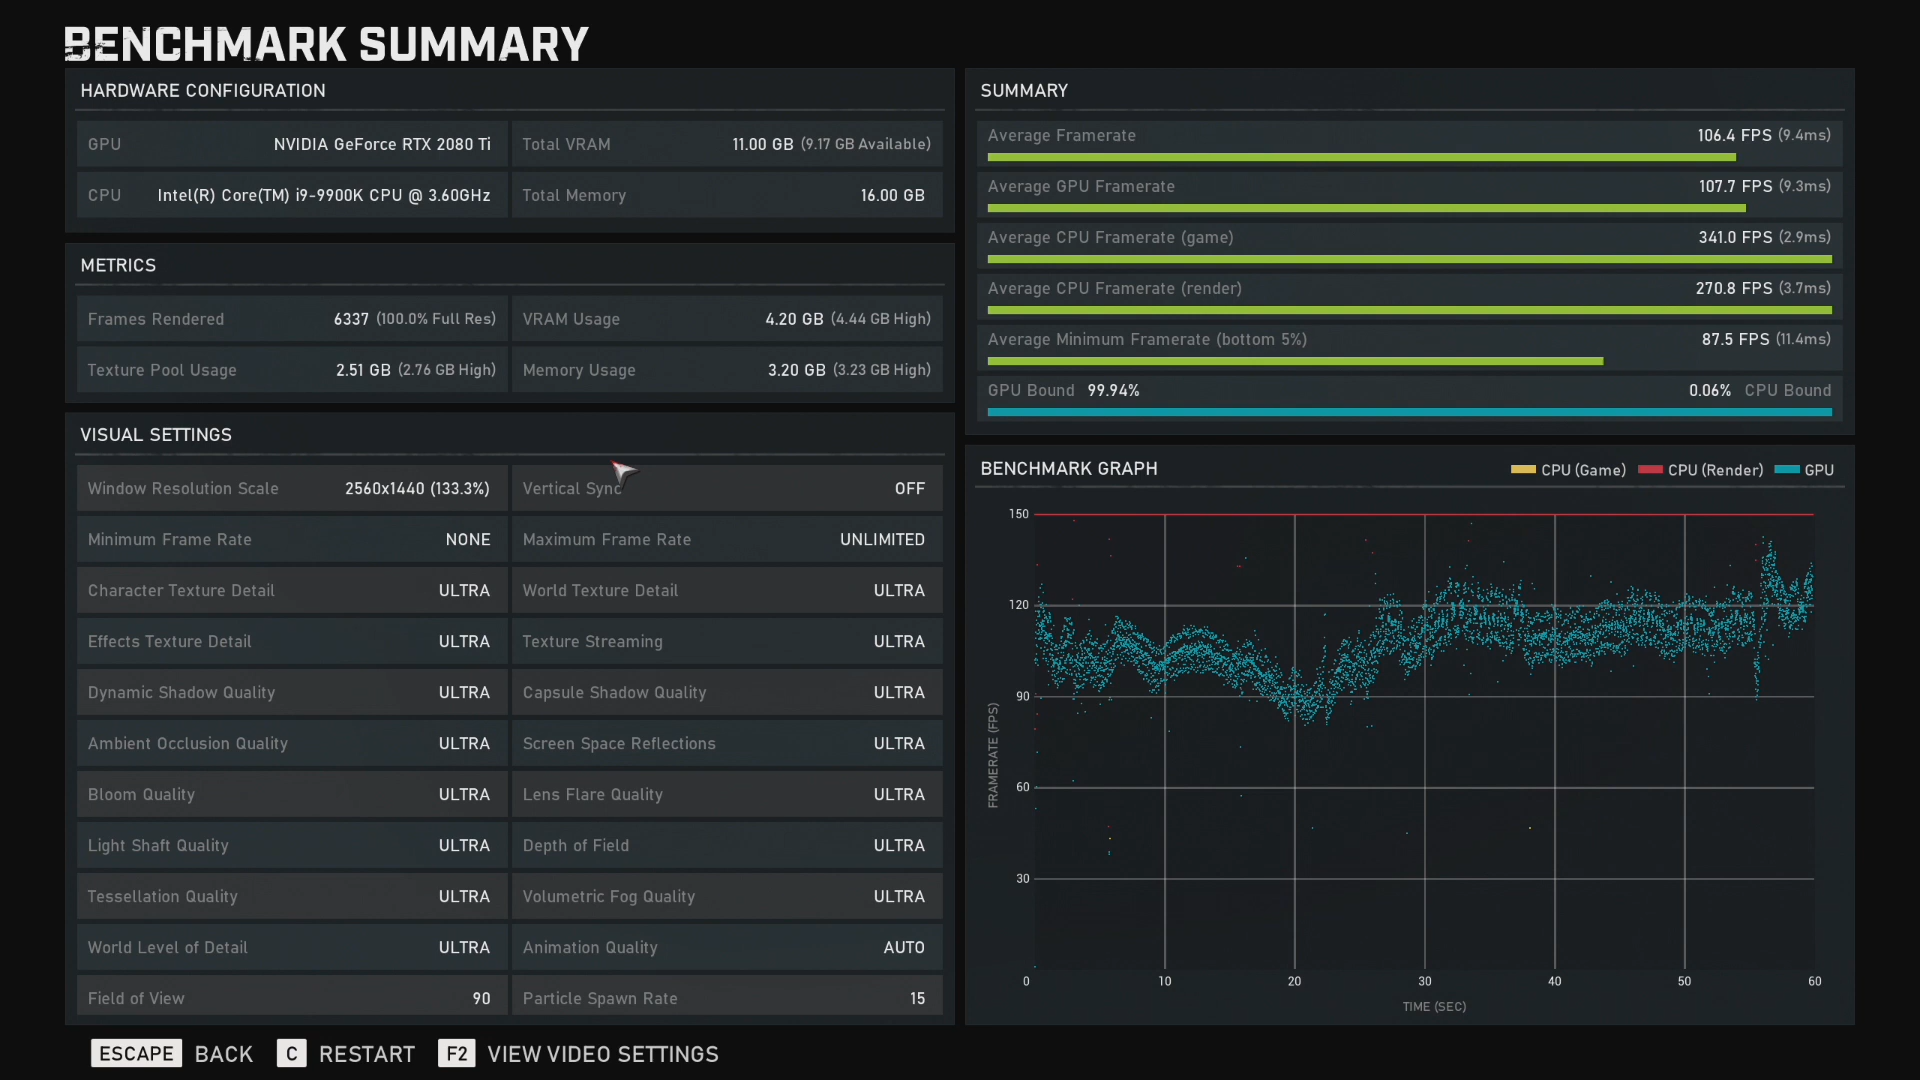 BENCHMARK SUMMARY
HARDWARE CONFIGURATION
GPU NVIDIA GeForce RTX 2080 Ti
Total VRAM 11.00 GB (9.17 GB Available)
CPU Intel(R) Core(TM) i9-9900K CPU @ 3.60GHz
Total Memory 16.00 GB
METRICS
Frames Rendered 6337 (100.0% Full Res)
VRAM Usage 4.20 GB (4.44 GB High)
Texture Pool Usage 2.51 GB (2.76 GB High)
Memory Usage 3.20 GB (3.23 GB High)
VISUAL SETTINGS
Window Resolution Scale 2560x1440 (133.3%)
Vertical Sync OFF
Minimum Frame Rate NONE
Maximum Frame Rate UNLIMITED
Character Texture Detail ULTRA
World Texture Detail ULTRA
Effects Texture Detail ULTRA
Texture Streaming ULTRA
Dynamic Shadow Quality ULTRA
Capsule Shadow Quality ULTRA
Ambient Occlusion Quality ULTRA
Screen Space Reflections ULTRA
Bloom Quality ULTRA
Lens Flare Quality ULTRA
Light Shaft Quality ULTRA
Depth of Field ULTRA
Tessellation Quality ULTRA
Volumetric Fog Quality ULTRA
World Level of Detail ULTRA
Animation Quality AUTO
Field of View 90
Particle Spawn Rate 15
SUMMARY
Average Framerate 106.4 FPS (9.4ms)
Average GPU Framerate 107.7 FPS (9.3ms)
Average CPU Framerate (game) 341.0 FPS (2.9ms)
Average CPU Framerate (render) 270.8 FPS (3.7ms)
Average Minimum Framerate (bottom 5%) 87.5 FPS (11.4ms)
GPU Bound 99.94% 0.06% CPU Bound
BENCHMARK GRAPH CPU (Game) CPU (Render) GPU
150
120
90
60
30
FRAMERATE (FPS)
0 10 20 30 40 50 60
TIME (SEC)
ESCAPE BACK C RESTART F2 VIEW VIDEO SETTINGS